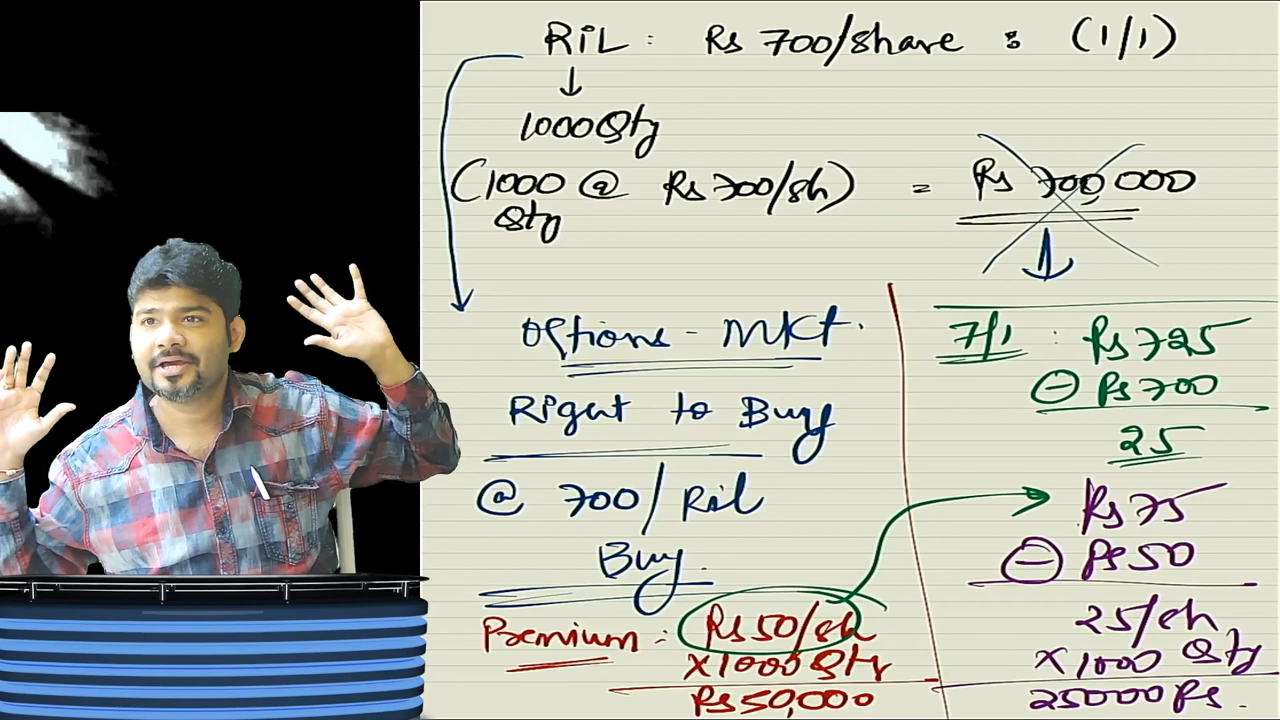 RIL : Rs 700/share : (1/1)
↓
1000 Qty
(1000 @ Rs 700/sh) = Rs 700,000
Qty
Options - Mkt.
Right to Buy
@ 700/RiL
Buy.
Premium : Rs 50/sh
x 1000 Qty
Rs 50,000
7/1 : Rs 725
- Rs 700
25
Rs 75
- Rs 50
25/sh
x 1000 Qty
25000 Rs.